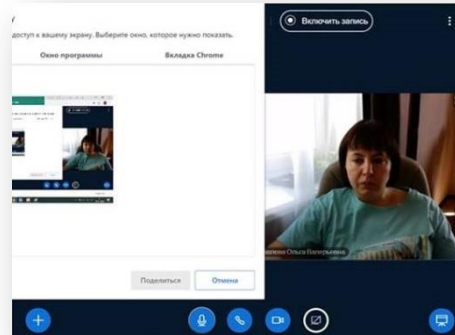 Включить запись
доступ к вашему экрану. Выберите окно, которое нужно показать.
Окно программы
Вкладка Chrome
Ольга Валерьевна
Поделиться
Отмена